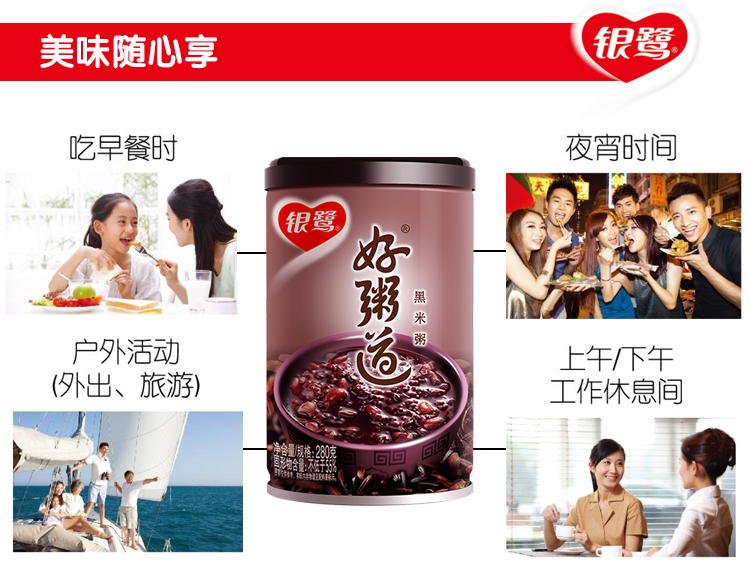 美味随心享
银鹭®
吃早餐时
夜宵时间
银鹭®
好粥道®
黑米粥
户外活动
(外出、旅游)
上午/下午
工作休息间
净含量/规格:280克
固形物含量:不低于55%